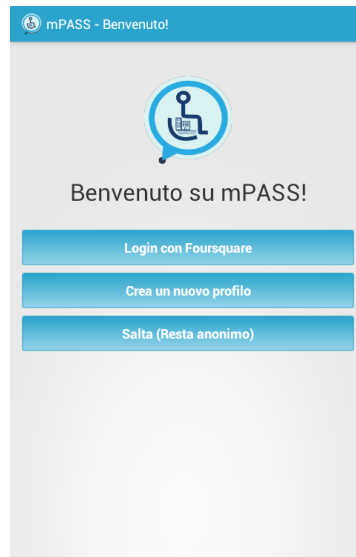 mPASS - Benvenuto!
Benvenuto su mPASS!
Login con Foursquare
Crea un nuovo profilo
Salta (Resta anonimo)